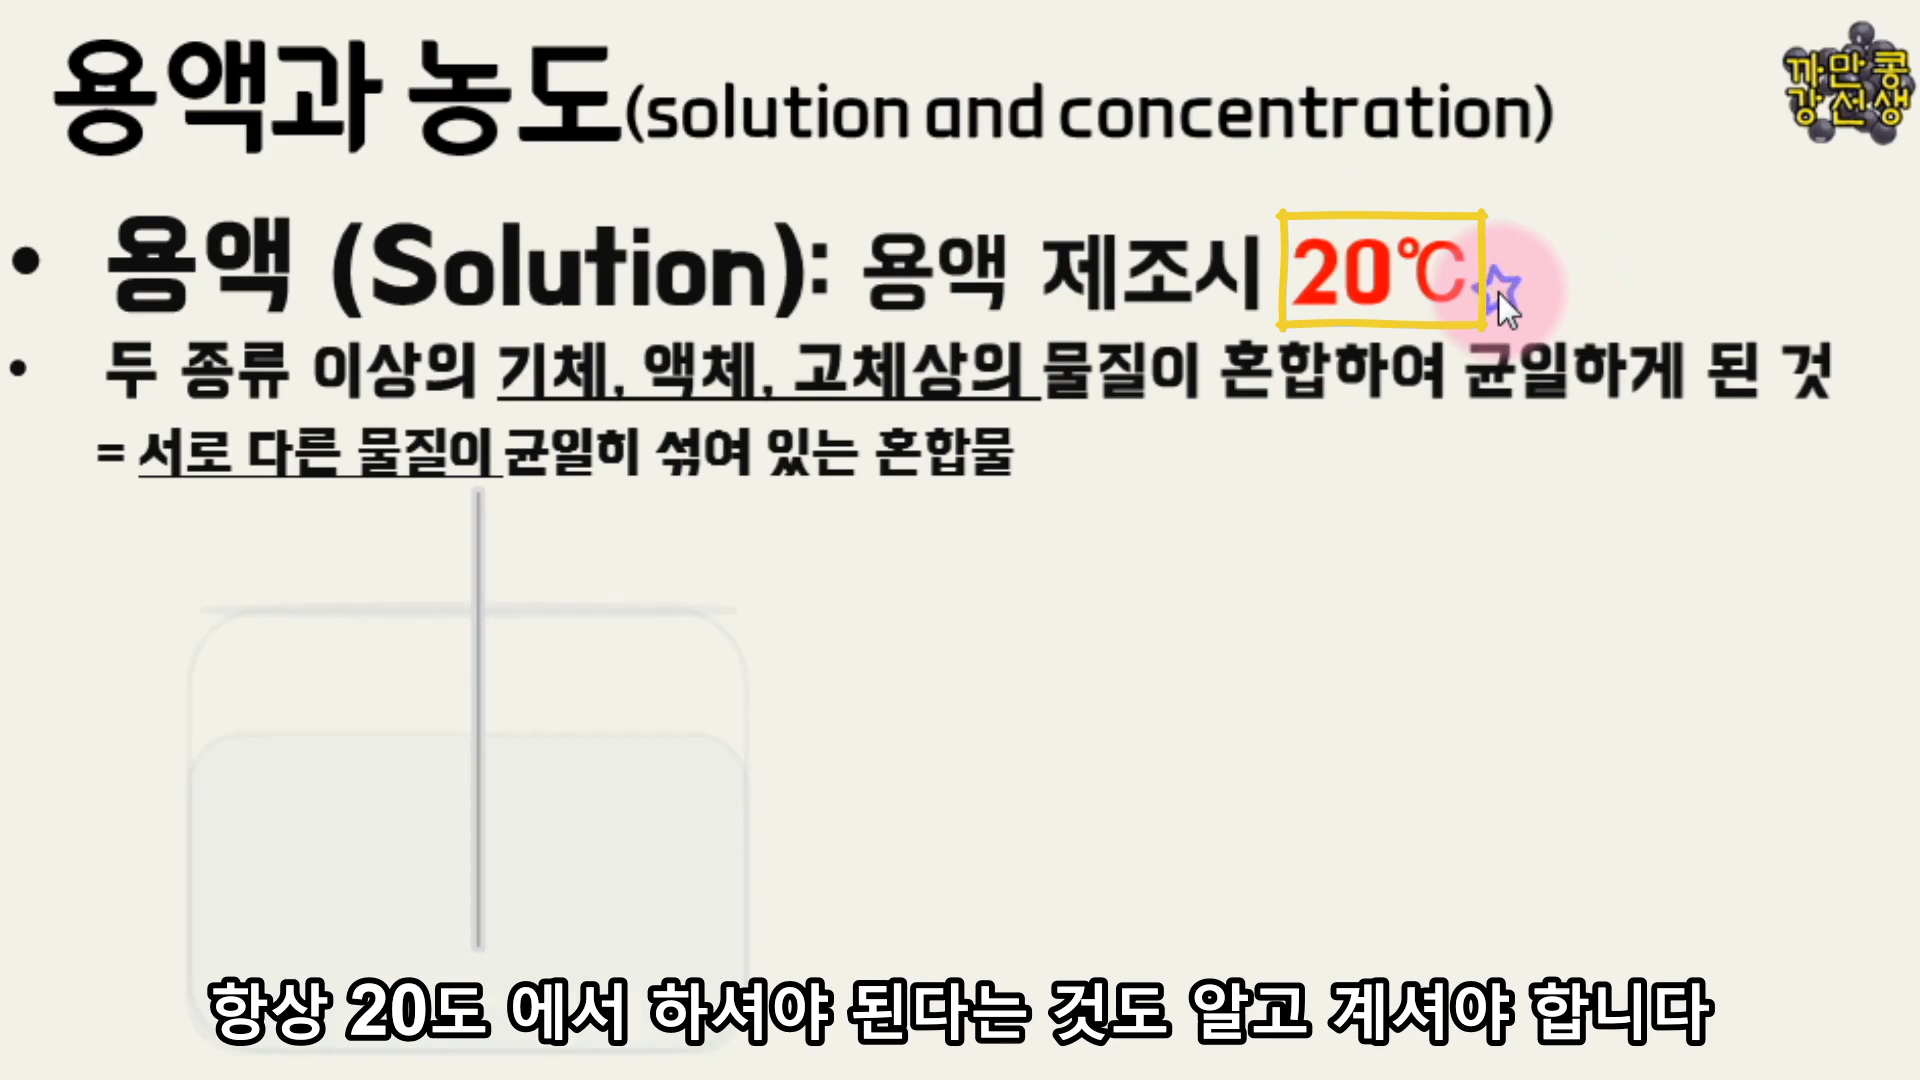 용액과 농도(solution and concentration)
까만콩
강선생
• 용액 (Solution): 용액 제조시 20℃
• 두 종류 이상의 기체, 액체, 고체상의 물질이 혼합하여 균일하게 된 것
= 서로 다른 물질이 균일히 섞여 있는 혼합물
항상 20도 에서 하셔야 된다는 것도 알고 계셔야 합니다